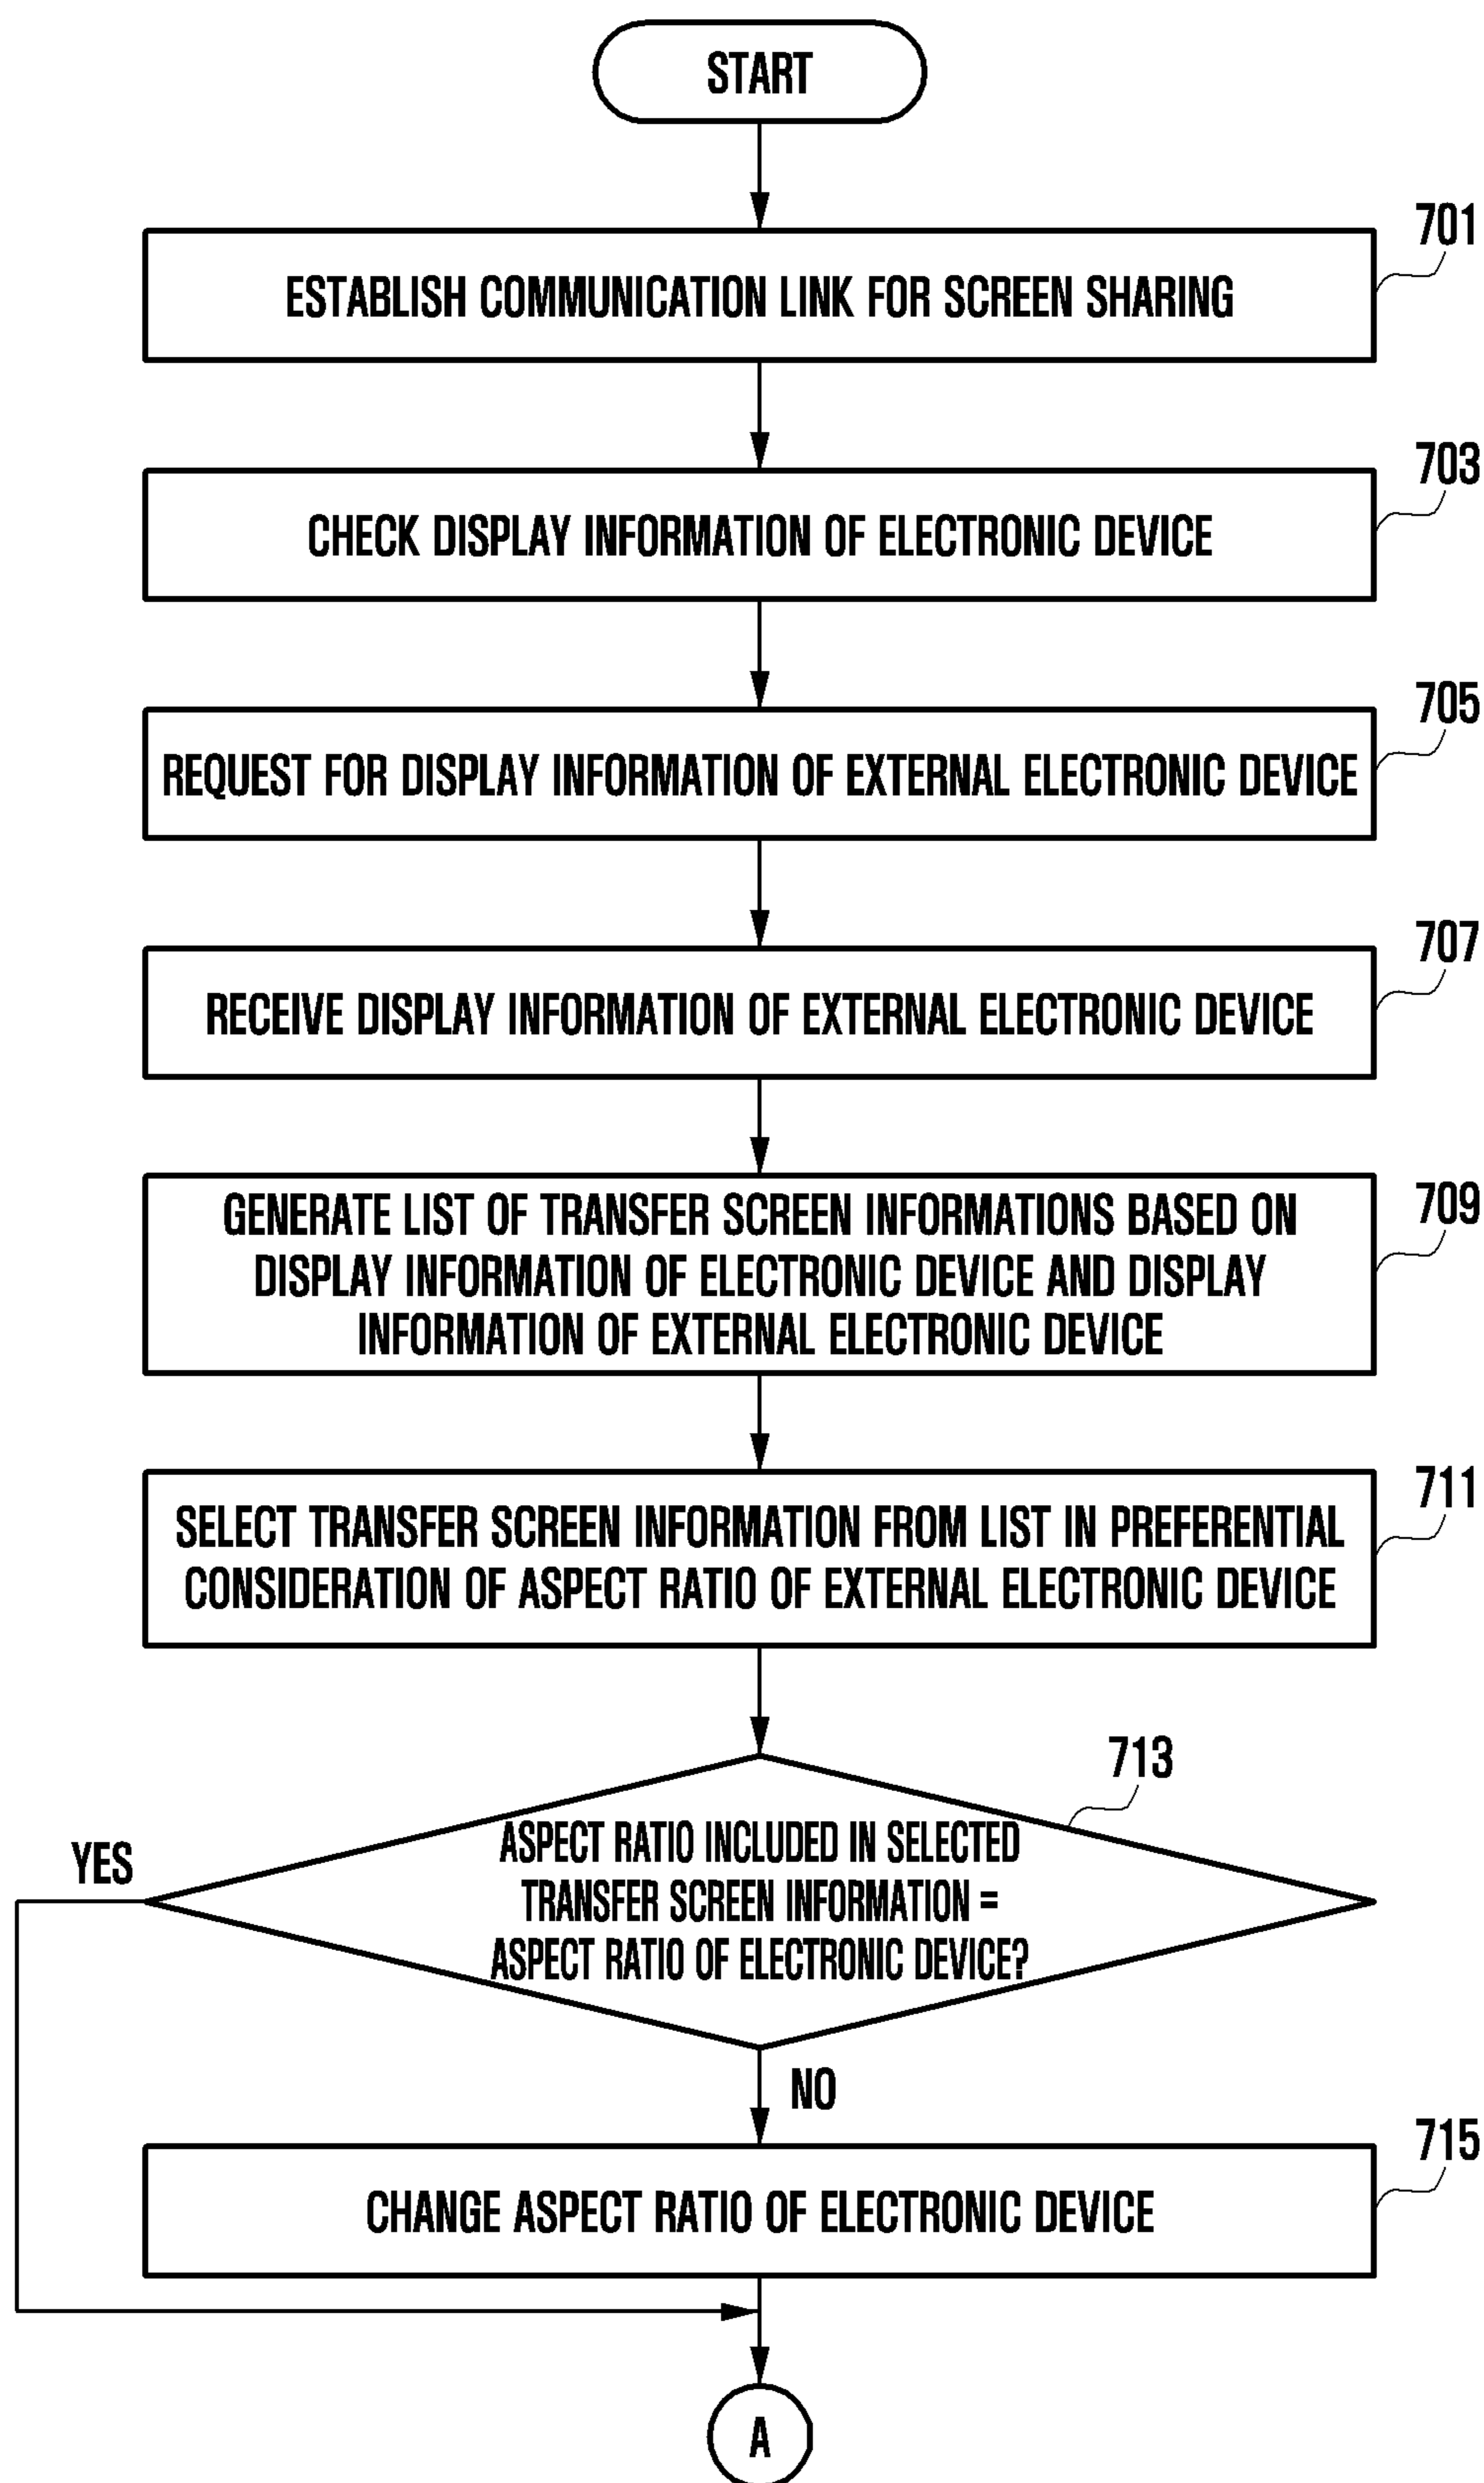 START
701
ESTABLISH COMMUNICATION LINK FOR SCREEN SHARING
703
CHECK DISPLAY INFORMATION OF ELECTRONIC DEVICE
705
REQUEST FOR DISPLAY INFORMATION OF EXTERNAL ELECTRONIC DEVICE
707
RECEIVE DISPLAY INFORMATION OF EXTERNAL ELECTRONIC DEVICE
709
GENERATE LIST OF TRANSFER SCREEN INFORMATIONS BASED ON
DISPLAY INFORMATION OF ELECTRONIC DEVICE AND DISPLAY
INFORMATION OF EXTERNAL ELECTRONIC DEVICE
711
SELECT TRANSFER SCREEN INFORMATION FROM LIST IN PREFERENTIAL
CONSIDERATION OF ASPECT RATIO OF EXTERNAL ELECTRONIC DEVICE
713
ASPECT RATIO INCLUDED IN SELECTED
TRANSFER SCREEN INFORMATION =
ASPECT RATIO OF ELECTRONIC DEVICE?
YES
NO
715
CHANGE ASPECT RATIO OF ELECTRONIC DEVICE
A